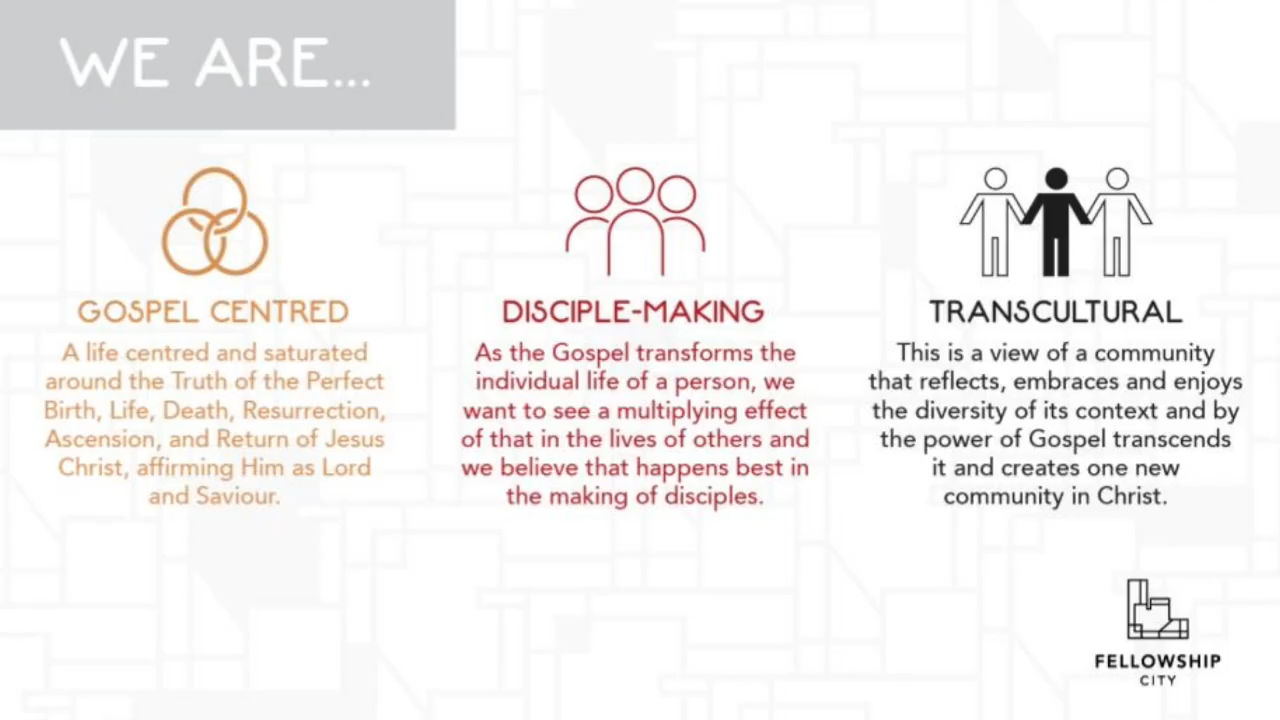 WE ARE...
GOSPEL CENTRED
A life centred and saturated
around the Truth of the Perfect
Birth, Life, Death, Resurrection,
Ascension, and Return of Jesus
Christ, affirming Him as Lord
and Saviour.
DISCIPLE-MAKING
As the Gospel transforms the
individual life of a person, we
want to see a multiplying effect
of that in the lives of others and
we believe that happens best in
the making of disciples.
TRANSCULTURAL
This is a view of a community
that reflects, embraces and enjoys
the diversity of its context and by
the power of Gospel transcends
it and creates one new
community in Christ.
FELLOWSHIP
CITY